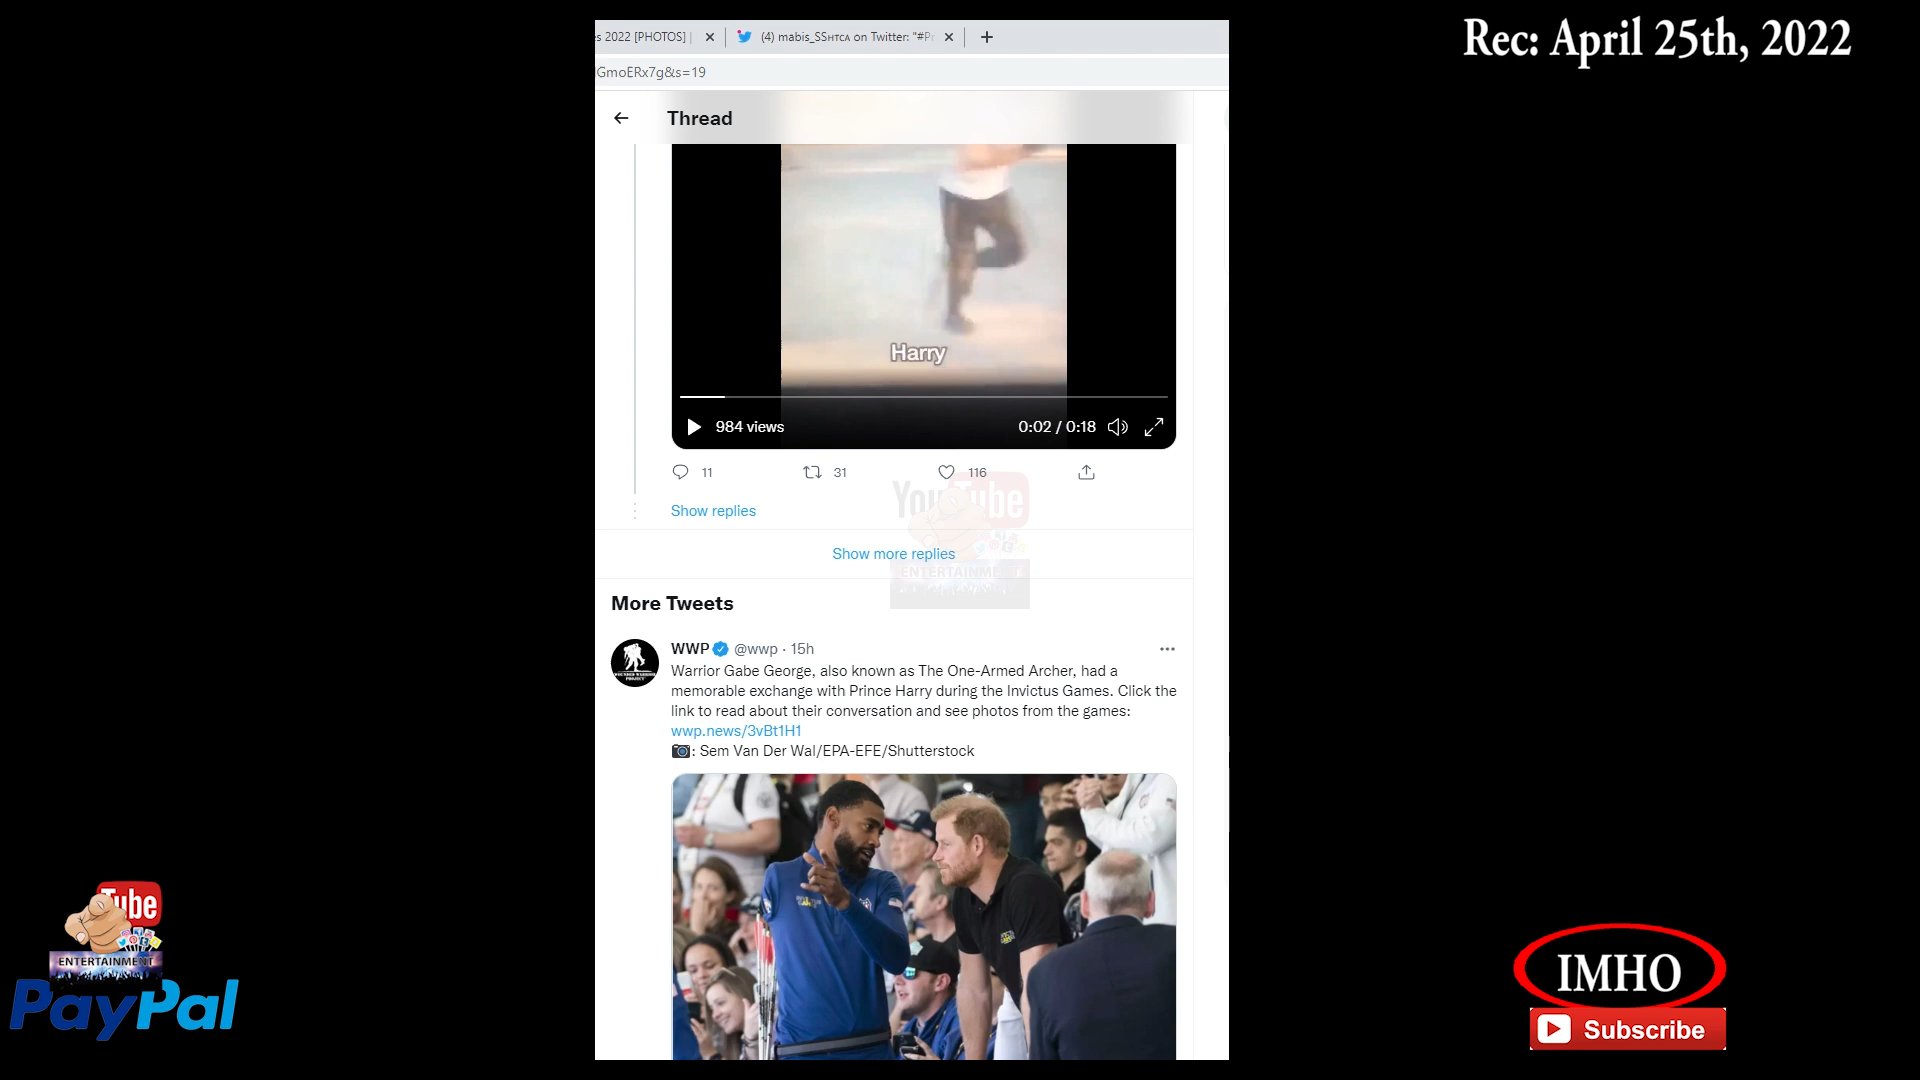 Rec: April 25th, 2022
s 2022 [PHOTOS] |
(4) mabis_SSʜᴛᴄᴀ on Twitter: "#Pr
GmoERx7g&s=19
Thread
Harry
984 views
0:02 / 0:18
11
31
116
Show replies
YouTube
Show more replies
ENTERTAINMENT
More Tweets
WWP @wwp · 15h
Warrior Gabe George, also known as The One-Armed Archer, had a
memorable exchange with Prince Harry during the Invictus Games. Click the
link to read about their conversation and see photos from the games:
wwp.news/3vBt1H1
: Sem Van Der Wal/EPA-EFE/Shutterstock
Tube
ENTERTAINMENT
PayPal
IMHO
Subscribe